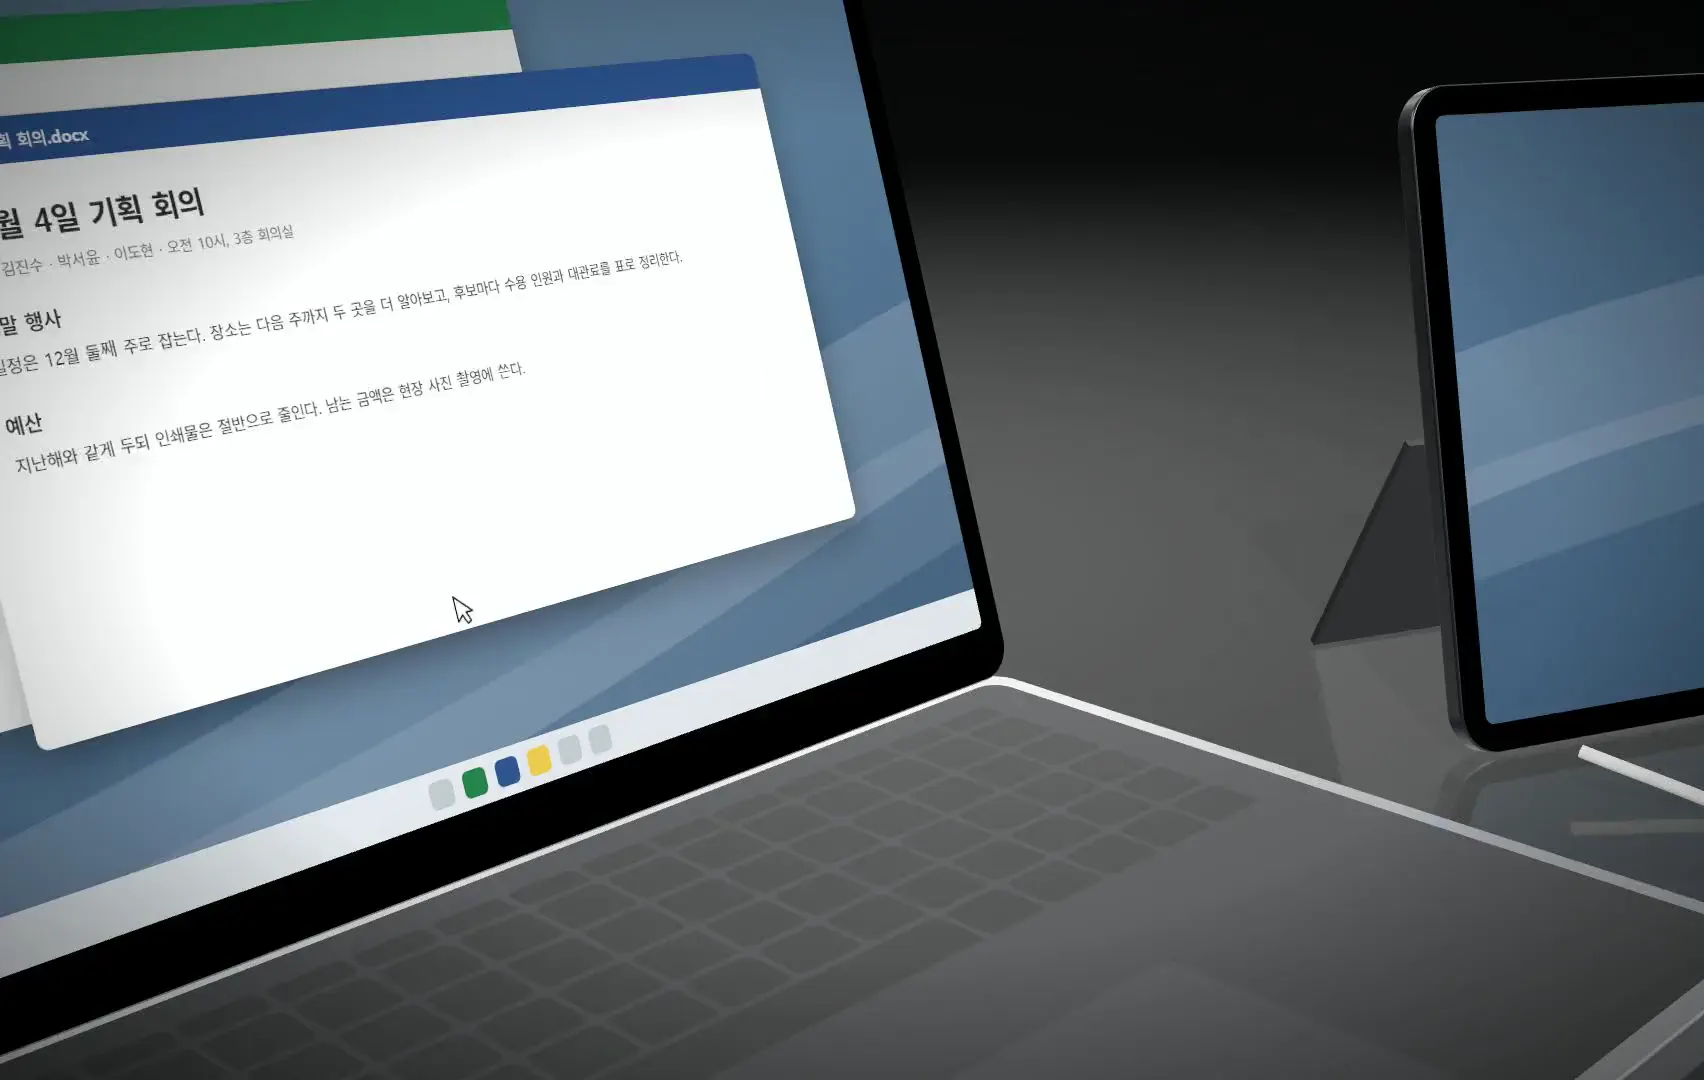 획 회의.docx
월 4일 기획 회의
김진수 · 박서윤 · 이도현 · 오전 10시, 3층 회의실
말 행사
일정은 12월 둘째 주로 잡는다. 장소는 다음 주까지 두 곳을 더 알아보고, 후보마다 수용 인원과 대관료를 표로 정리한다.
예산
지난해와 같게 두되 인쇄물은 절반으로 줄인다. 남는 금액은 현장 사진 촬영에 쓴다.